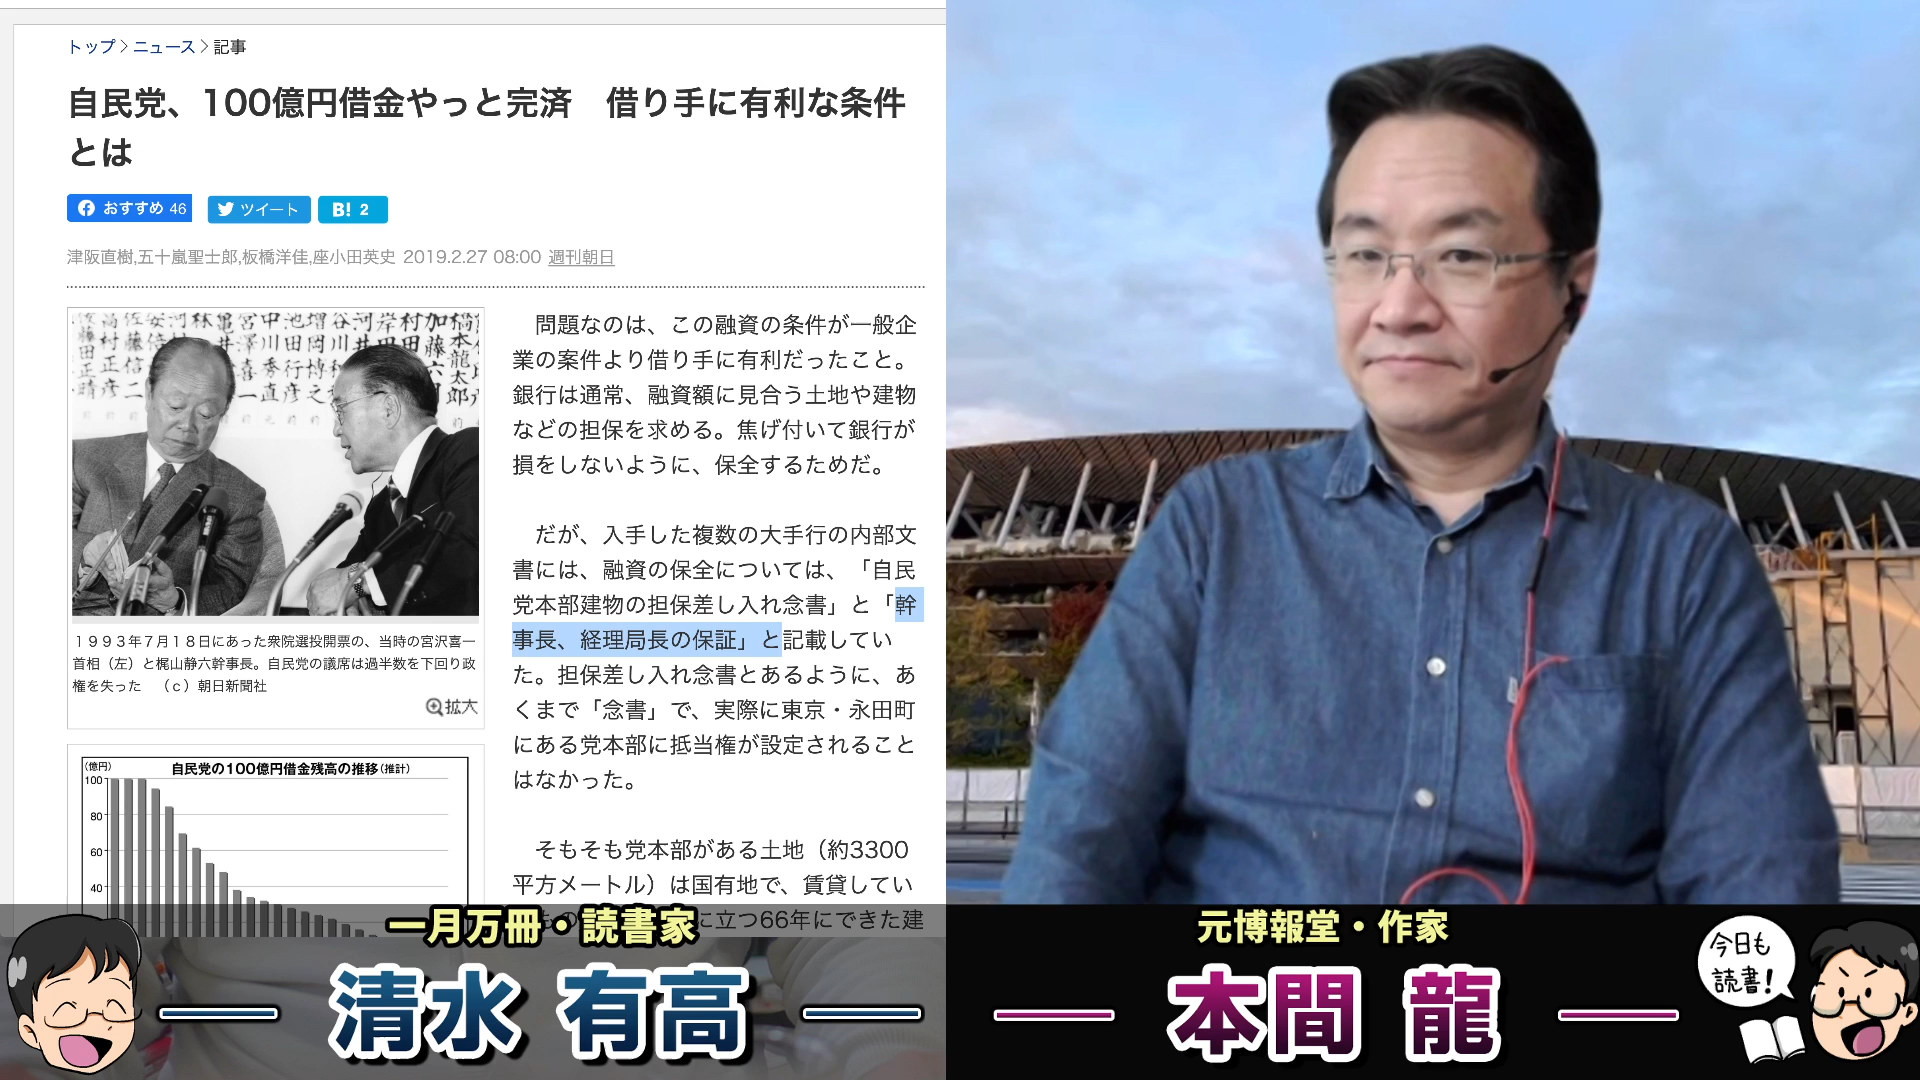 トップ > ニュース > 記事
自民党、100億円借金やっと完済　借り手に有利な条件
とは
おすすめ 46
ツイート
B! 2
津阪直樹,五十嵐聖士郎,板橋洋佳,座小田英史 2019.2.27 08:00 週刊朝日
１９９３年７月１８日にあった衆院選投開票の、当時の宮沢喜一
首相（左）と梶山静六幹事長。自民党の議席は過半数を下回り政
権を失った　（ｃ）朝日新聞社
拡大
(億円)
自民党の100億円借金残高の推移(推計)
100
80
60
40
問題なのは、この融資の条件が一般企
業の案件より借り手に有利だったこと。
銀行は通常、融資額に見合う土地や建物
などの担保を求める。焦げ付いて銀行が
損をしないように、保全するためだ。
だが、入手した複数の大手行の内部文
書には、融資の保全については、「自民
党本部建物の担保差し入れ念書」と「幹
事長、経理局長の保証」と記載してい
た。担保差し入れ念書とあるように、あ
くまで「念書」で、実際に東京・永田町
にある党本部に抵当権が設定されること
はなかった。
そもそも党本部がある土地（約3300
平方メートル）は国有地で、賃貸してい
に立つ66年にできた建
一月万冊・読書家
清水 有高
元博報堂・作家
本間 龍
今日も
読書!